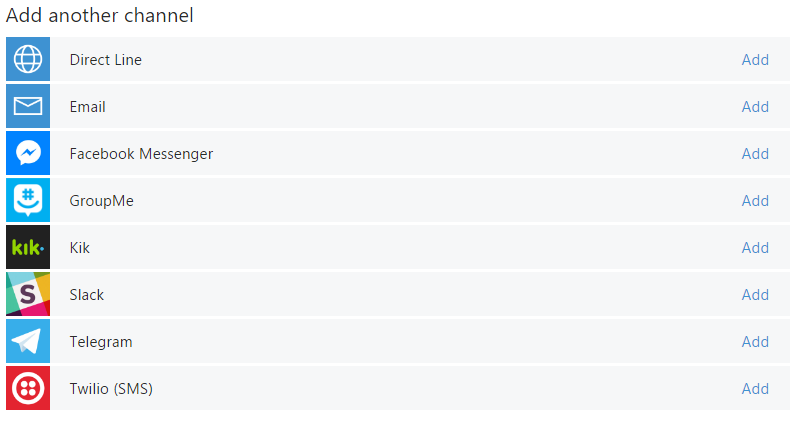 Add another channel
Direct Line Add
Email Add
Facebook Messenger Add
GroupMe Add
kik Kik Add
S Slack Add
Telegram Add
Twilio (SMS) Add